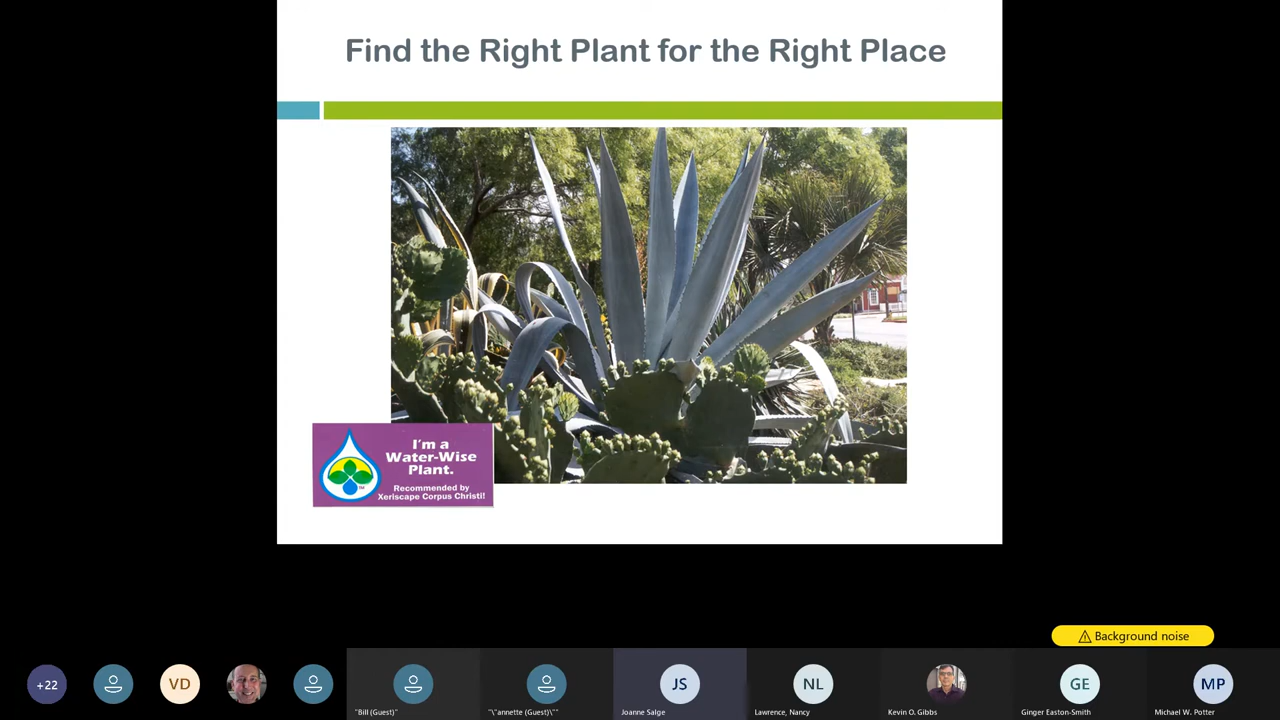 Find the Right Plant for the Right Place
I'm a
Water-Wise
Plant.
Recommended by
Xeriscape Corpus Christi!
TM
Background noise
+22
VD
JS
NL
GE
MP
"Bill (Guest)"
"\"annette (Guest)\""
Joanne Salge
Lawrence, Nancy
Kevin O. Gibbs
Ginger Easton-Smith
Michael W. Potter